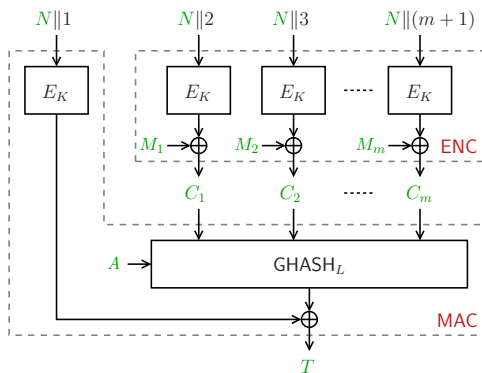 N∥1 N∥2 N∥3 N∥(m + 1)
E_K E_K E_K E_K
M_1 M_2 M_m ENC
C_1 C_2 C_m
A GHASH_L
MAC
T